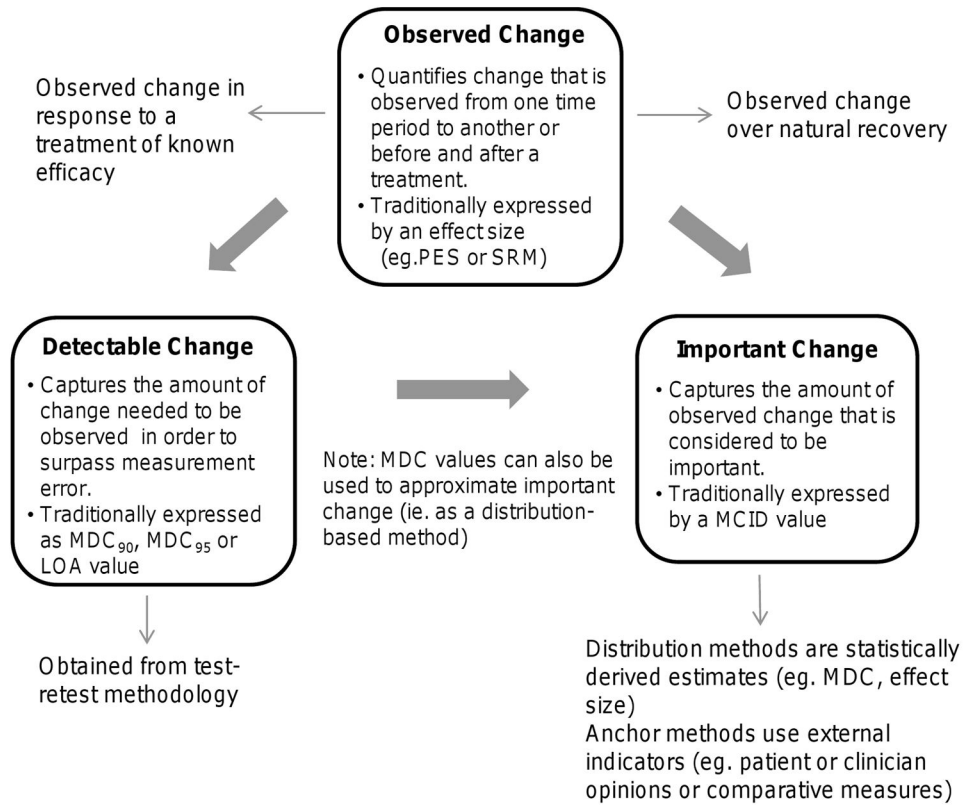 Observed Change
• Quantifies change that is
observed from one time
period to another or
before and after a
treatment.
• Traditionally expressed
by an effect size
(eg.PES or SRM)
Observed change in
response to a
treatment of known
efficacy
Observed change
over natural recovery
Detectable Change
• Captures the amount of
change needed to be
observed in order to
surpass measurement
error.
• Traditionally expressed
as MDC90, MDC95 or
LOA value
Note: MDC values can also be
used to approximate important
change (ie. as a distribution-
based method)
Important Change
• Captures the amount of
observed change that is
considered to be
important.
• Traditionally expressed
by a MCID value
Obtained from test-
retest methodology
Distribution methods are statistically
derived estimates (eg. MDC, effect
size)
Anchor methods use external
indicators (eg. patient or clinician
opinions or comparative measures)